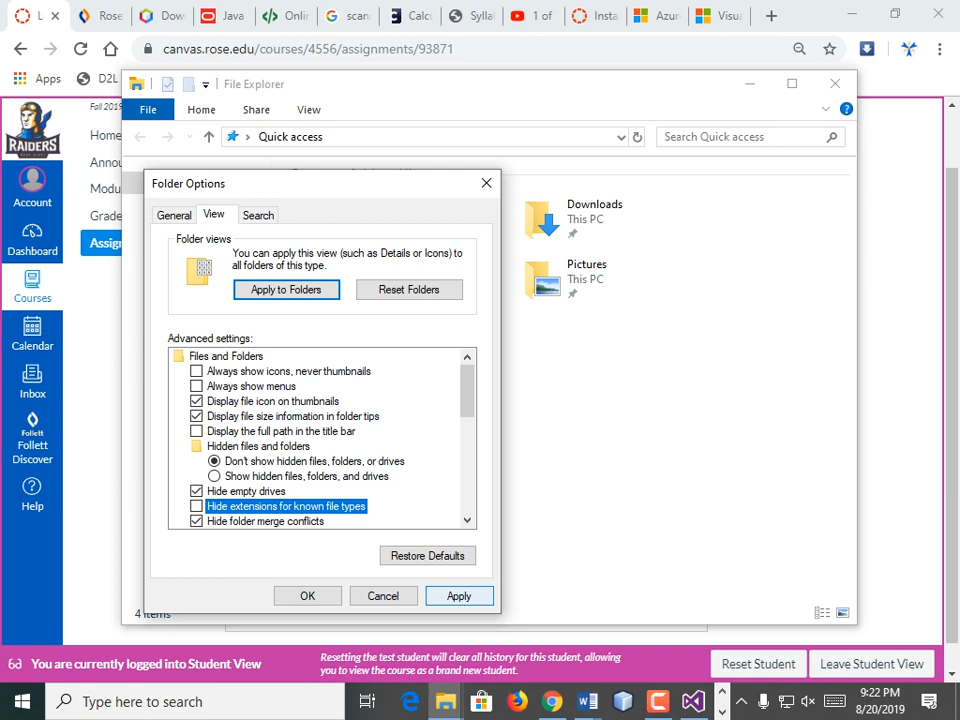 L
Rose
Dow
Java
Onlin
scan
Calcu
Sylla
1 of
Insta
Azur
Visua
canvas.rose.edu/courses/4556/assignments/93871
Apps
D2L
Fall 2019
RAIDERS
Account
Dashboard
Courses
Calendar
Inbox
Follett
Follett
Discover
Help
Home
Annou
Modu
Grade
Assign
File Explorer
File
Home
Share
View
Quick access
Search Quick access
Downloads
This PC
Pictures
This PC
4 items
Folder Options
General
View
Search
Folder views
You can apply this view (such as Details or Icons) to
all folders of this type.
Apply to Folders
Reset Folders
Advanced settings:
Files and Folders
Always show icons, never thumbnails
Always show menus
Display file icon on thumbnails
Display file size information in folder tips
Display the full path in the title bar
Hidden files and folders
Don't show hidden files, folders, or drives
Show hidden files, folders, and drives
Hide empty drives
Hide extensions for known file types
Hide folder merge conflicts
Restore Defaults
OK
Cancel
Apply
You are currently logged into Student View
Resetting the test student will clear all history for this student, allowing
you to view the course as a brand new student.
Reset Student
Leave Student View
Type here to search
9:22 PM
8/20/2019